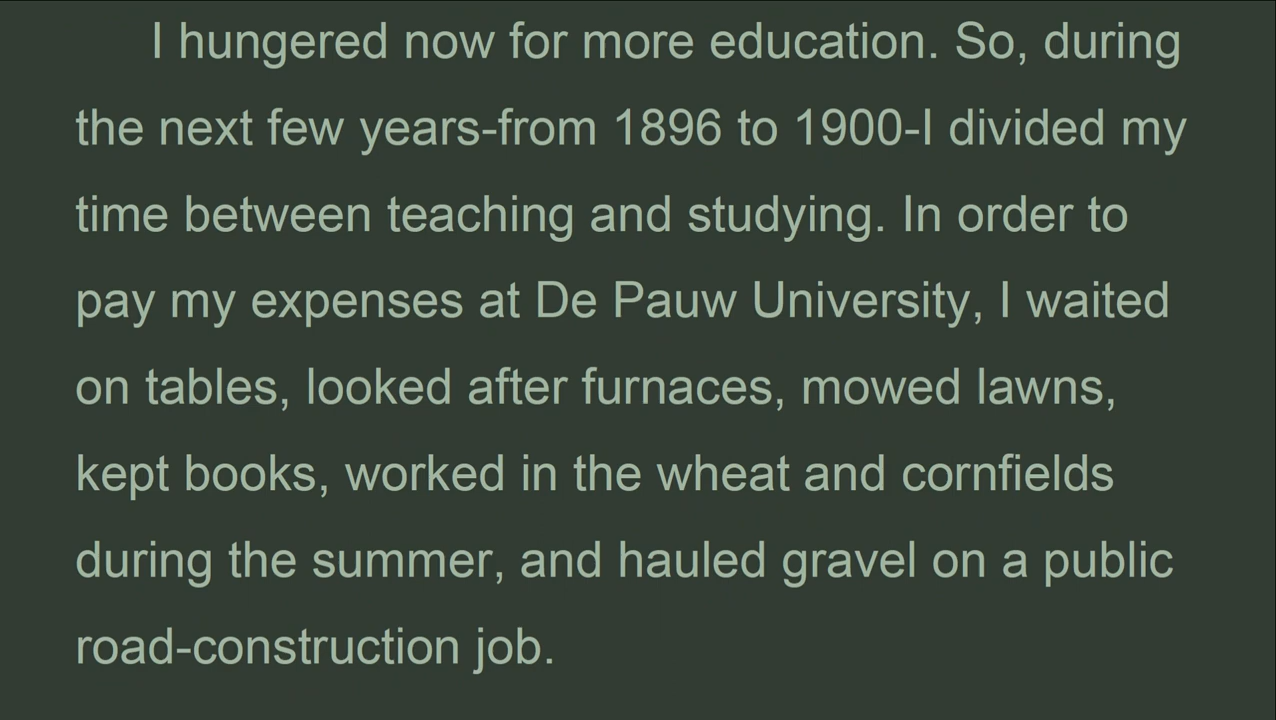 I hungered now for more education. So, during
the next few years-from 1896 to 1900-I divided my
time between teaching and studying. In order to
pay my expenses at De Pauw University, I waited
on tables, looked after furnaces, mowed lawns,
kept books, worked in the wheat and cornfields
during the summer, and hauled gravel on a public
road-construction job.